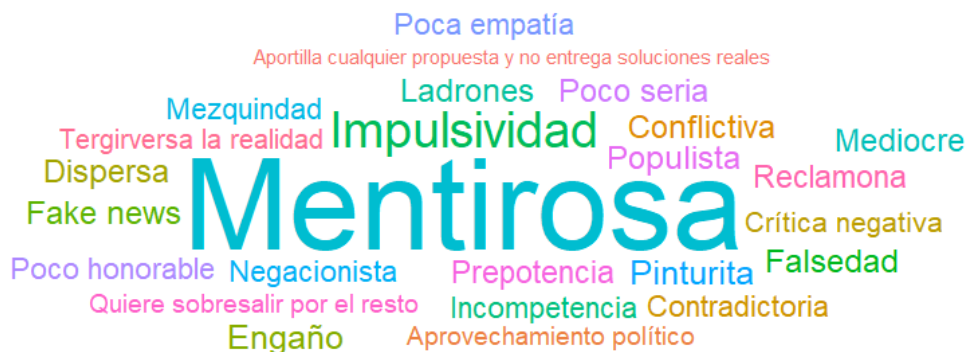 Poca empatía
Aportilla cualquier propuesta y no entrega soluciones reales
Ladrones Poco seria
Mezquindad
Impulsividad Conflictiva
Tergirversa la realidad
Mediocre
Populista
Dispersa
Mentirosa
Reclamona
Fake news
Crítica negativa
Poco honorable Negacionista Prepotencia Pinturita Falsedad
Quiere sobresalir por el resto Incompetencia Contradictoria
Engaño Aprovechamiento político